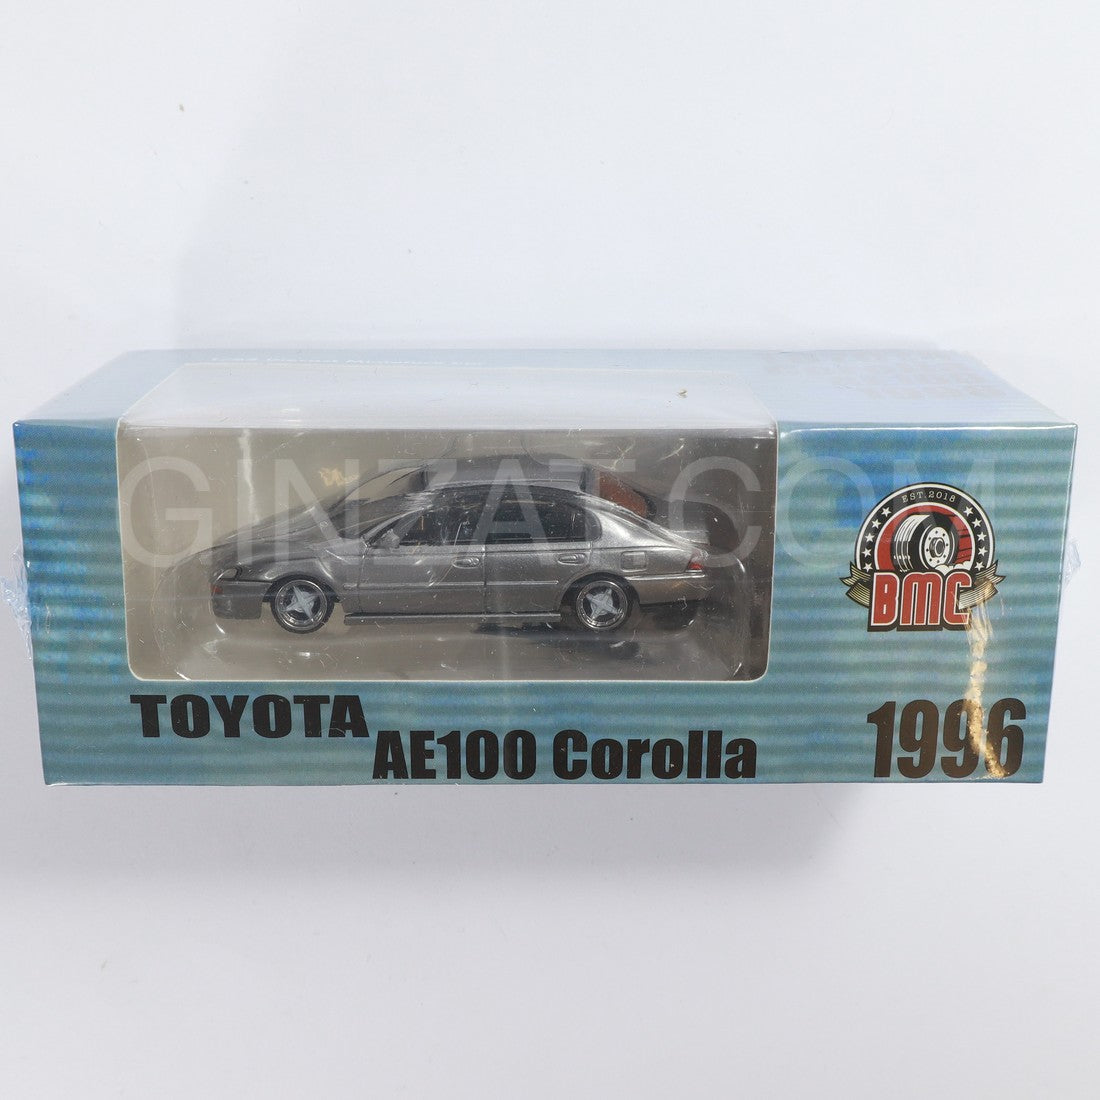 GINZAT.COM
EST.2018
BMC
TOYOTA
AE100 Corolla
1996